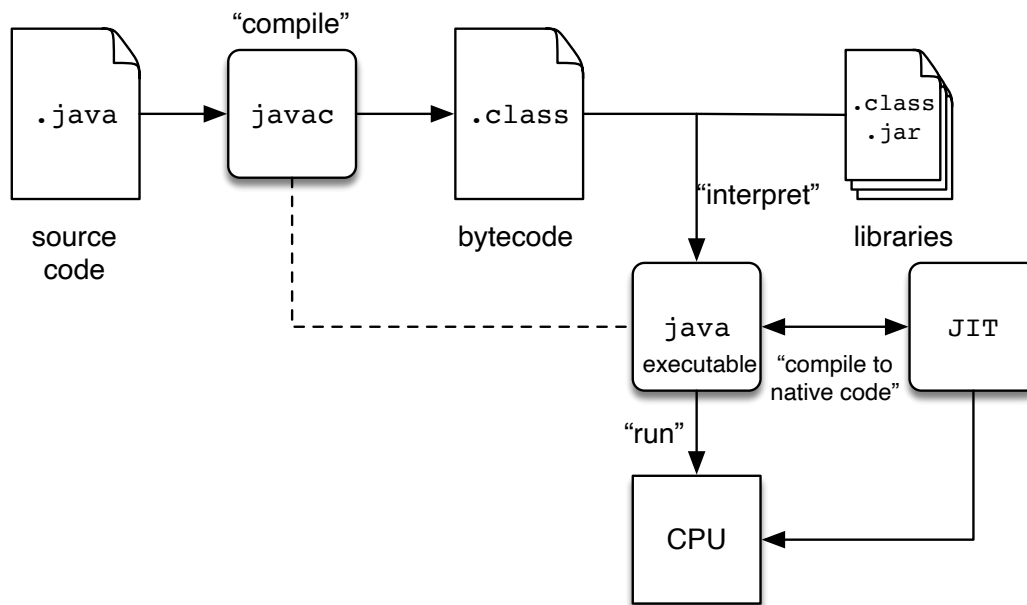 “compile”
.java
javac
.class
.class
.jar
“interpret”
source
code
bytecode
libraries
java
executable
JIT
“compile to
native code”
“run”
CPU